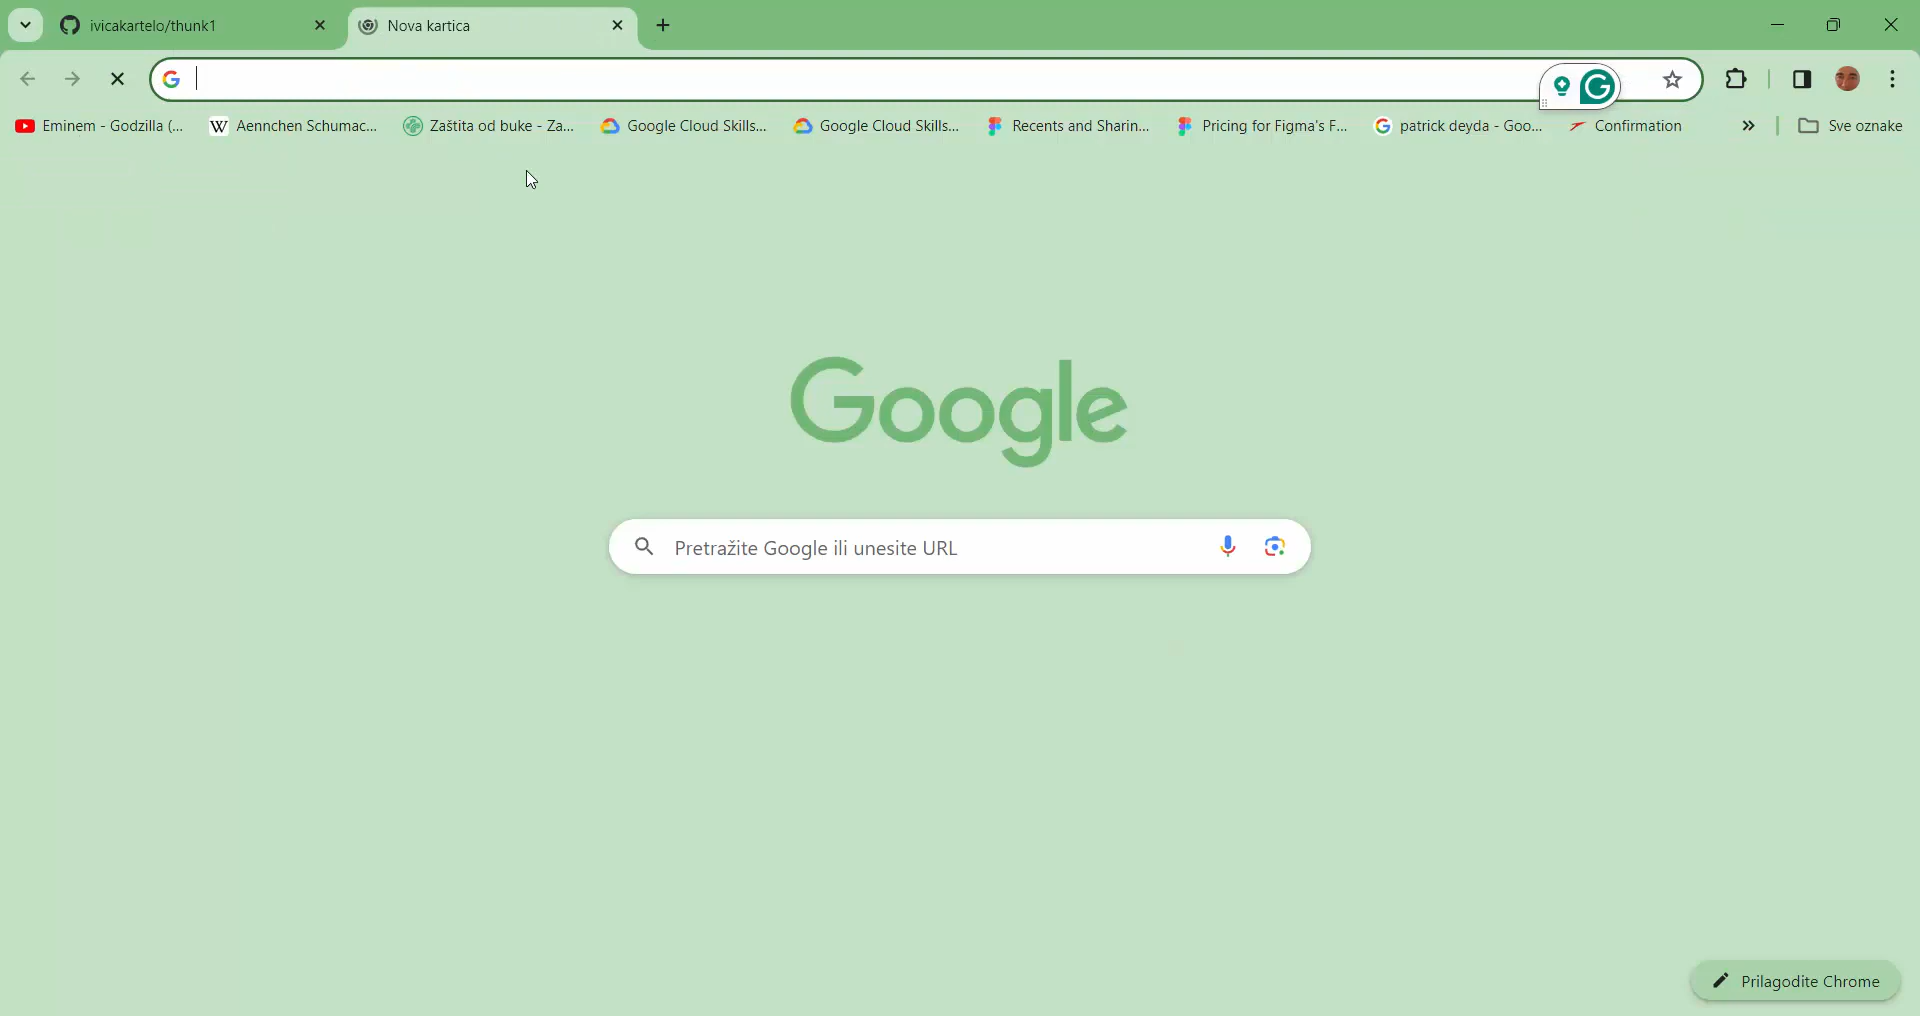 ivicakartelo/thunk1
Nova kartica
Eminem - Godzilla (...
Aennchen Schumac...
Zaštita od buke - Za...
Google Cloud Skills...
Google Cloud Skills...
Recents and Sharin...
Pricing for Figma's F...
patrick deyda - Goo...
Confirmation
Sve oznake
Google
Pretražite Google ili unesite URL
Prilagodite Chrome